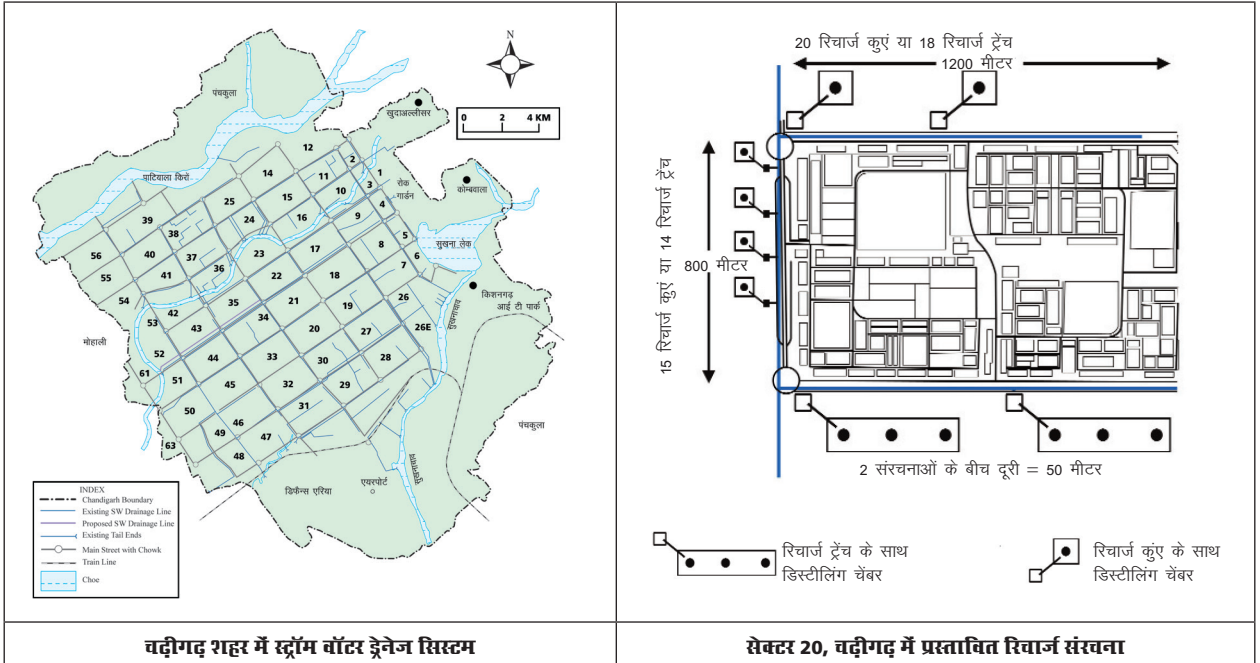 N
पंचकुला
खुदाअल्लीसर
0 2 4 KM
12
2
11
1
14
10
3
रोक
गार्डन
कोम्बवाला
पाटियाला किरों
15
4
25
16
9
39
24
5
38
17
8
सुखना लेक
6
56
40
37
23
7
41
36
22
18
किशनगढ़
आई टी पार्क
55
26
54
35
21
19
42
34
26E
53
43
20
27
मोहाली
52
44
33
30
28
61
51
45
32
29
50
31
46
पंचकुला
49
47
63
48
डिफैन्स एरिया
एयरपोर्ट
INDEX
Chandigarh Boundary
Existing SW Drainage Line
Proposed SW Drainage Line
Existing Tail Ends
Main Street with Chowk
Train Line
Choe
चढ़ीगढ़ शहर में स्ट्रॉम वॉटर ड्रेनेज सिस्टम
20 रिचार्ज कुएं या 18 रिचार्ज ट्रेंच
1200 मीटर
15 रिचार्ज कुएं या 14 रिचार्ज ट्रेंच
800 मीटर
2 संरचनाओं के बीच दूरी = 50 मीटर
रिचार्ज ट्रेंच के साथ
डिस्टीलिंग चेंबर
रिचार्ज कुंए के साथ
डिस्टीलिंग चेंबर
सेक्टर 20, चढ़ीगढ़ में प्रस्तावित रिचार्ज संरचना